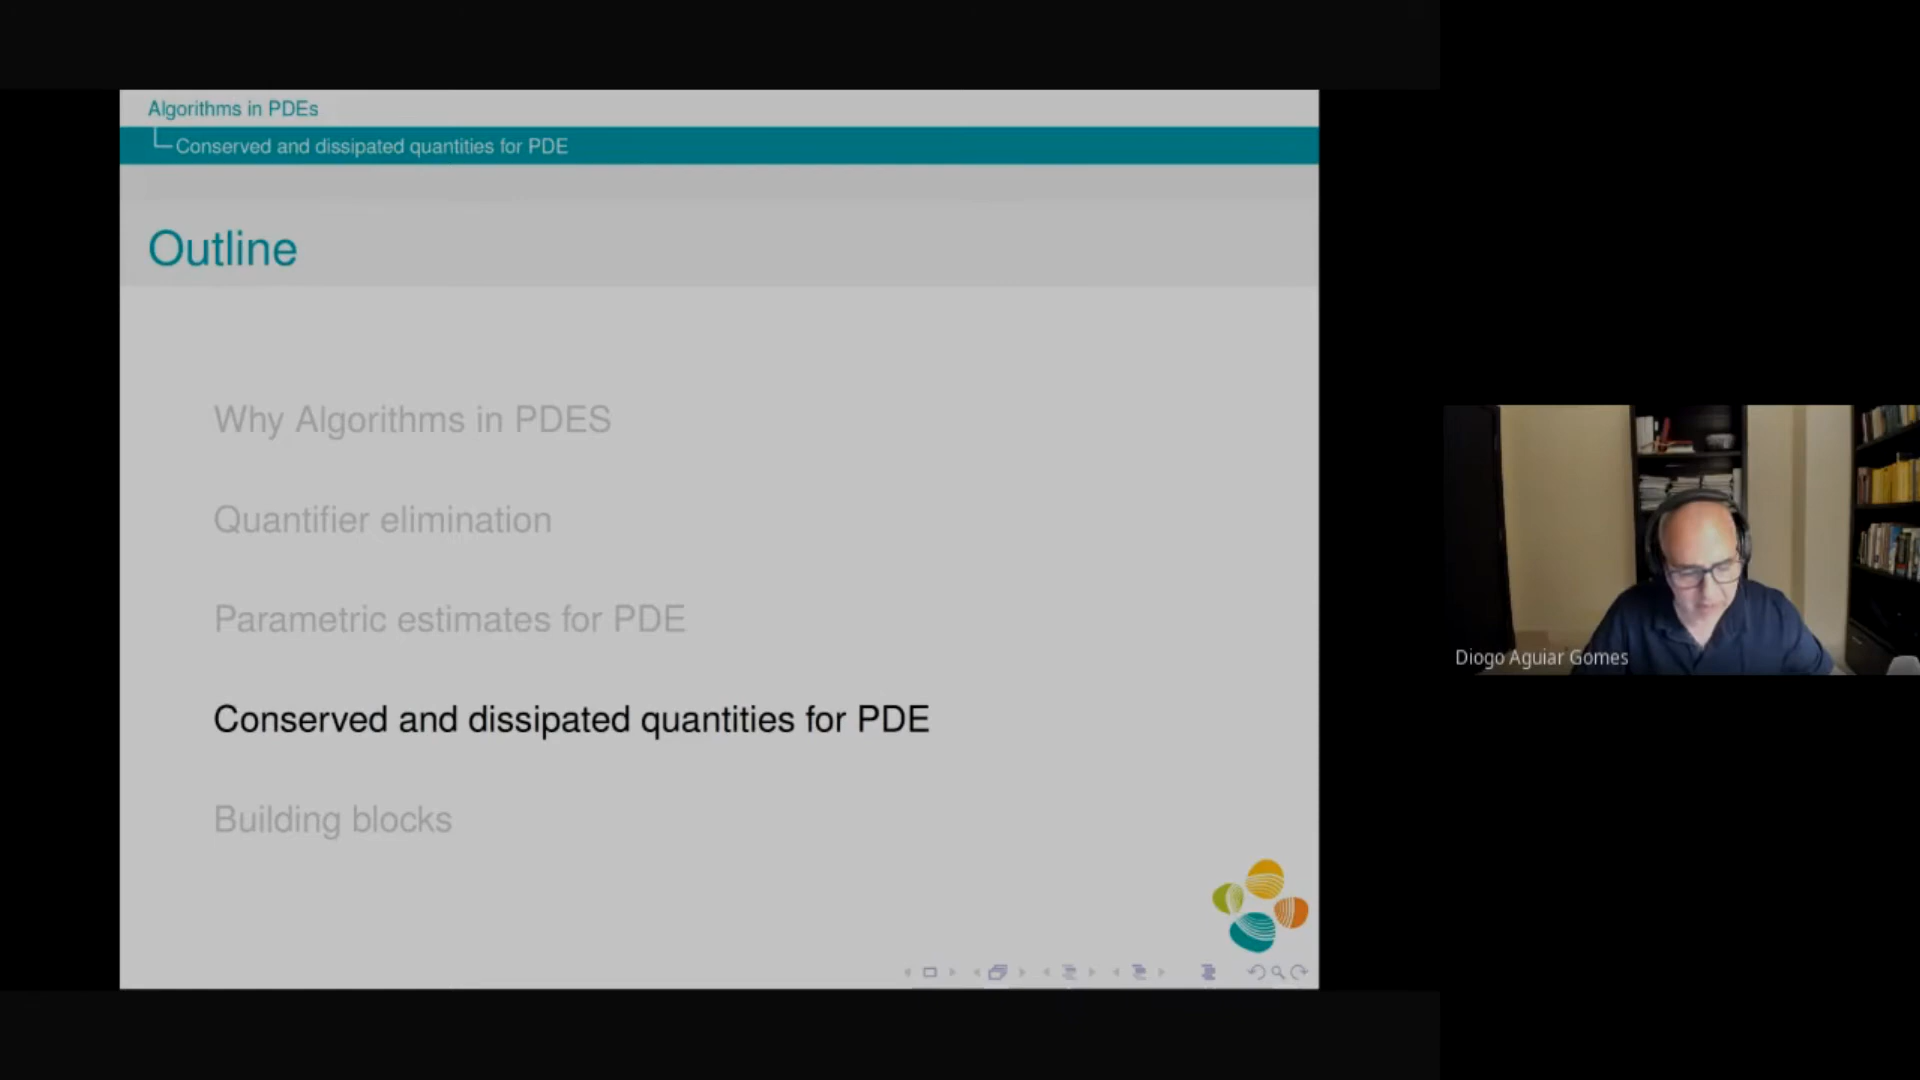 Algorithms in PDEs
Conserved and dissipated quantities for PDE
Outline
Why Algorithms in PDES
Quantifier elimination
Parametric estimates for PDE
Conserved and dissipated quantities for PDE
Building blocks
Diogo Aguiar Gomes